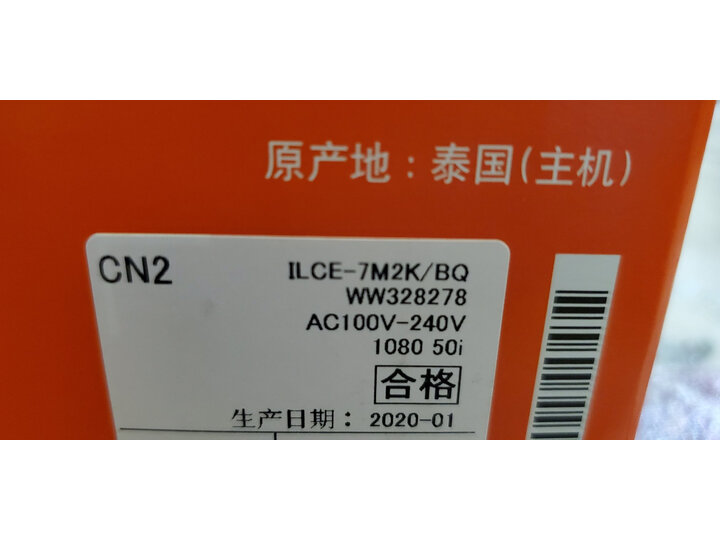 原产地：泰国(主机)
CN2
ILCE-7M2K/BQ
WW328278
AC100V-240V
1080 50i
合格
生产日期： 2020-01